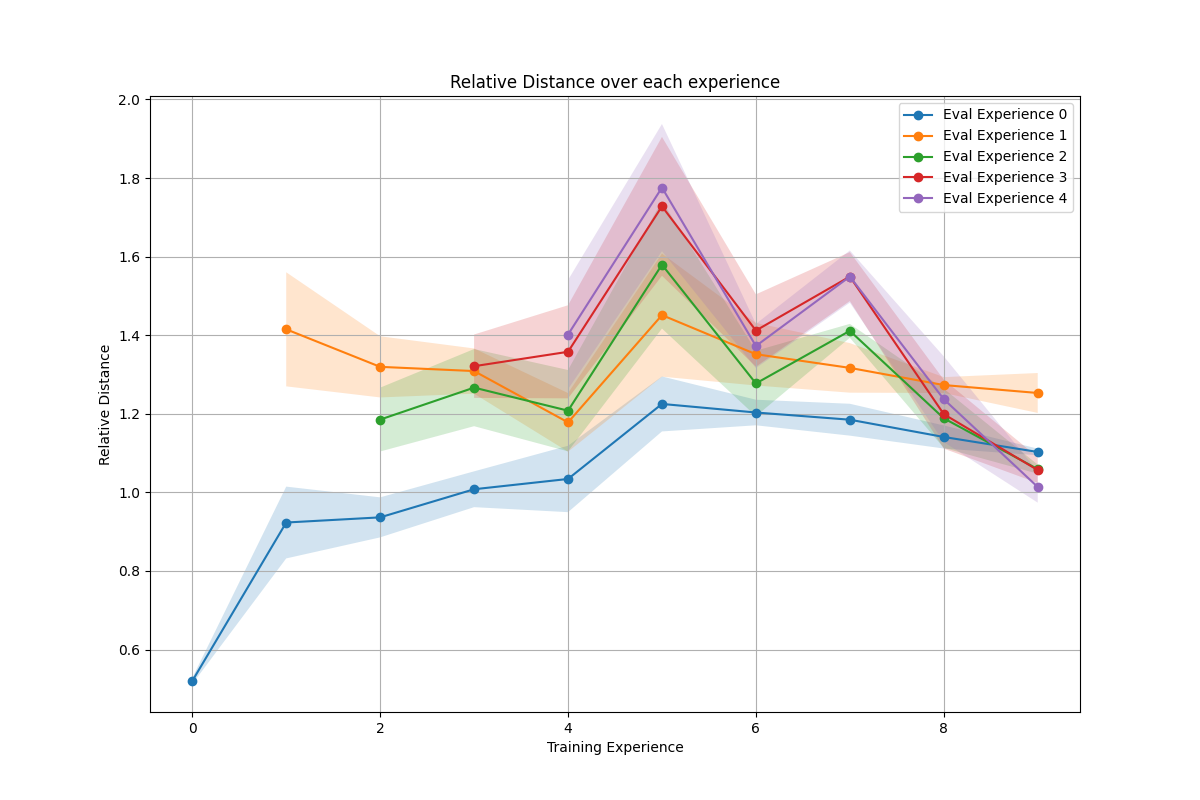 Relative Distance over each experience
2.0
1.8
1.6
1.4
1.2
1.0
0.8
0.6
Relative Distance
Eval Experience 0
Eval Experience 1
Eval Experience 2
Eval Experience 3
Eval Experience 4
0 2 4 6 8
Training Experience